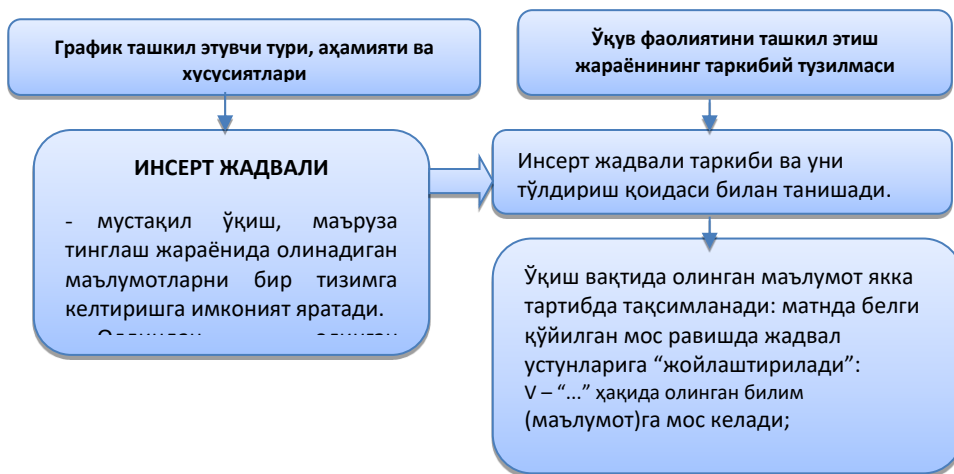 График ташкил этувчи тури, аҳамияти ва
хусусиятлари
Ўқув фаолиятини ташкил этиш
жараёнининг таркибий тузилмаси
ИНСЕРТ ЖАДВАЛИ
- мустақил ўқиш, маъруза
тинглаш жараёнида олинадиган
маълумотларни бир тизимга
келтиришга имконият яратади.
Инсерт жадвали таркиби ва уни
тўлдириш қоидаси билан танишади.
Ўқиш вақтида олинган маълумот якка
тартибда тақсимланади: матнда белги
қўйилган мос равишда жадвал
устунларига “жойлаштирилади”:
V – “...” ҳақида олинган билим
(маълумот)га мос келади;